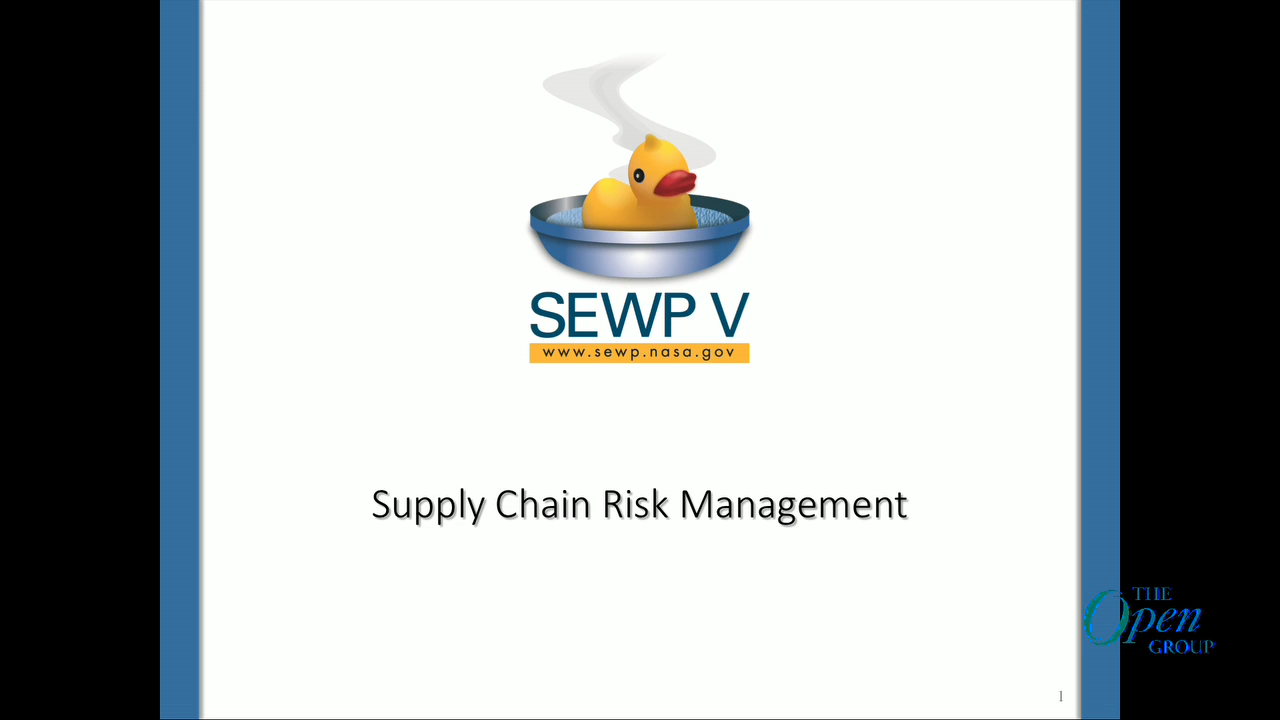 SEWP V
www.sewp.nasa.gov
Supply Chain Risk Management
THE
Open
GROUP
1